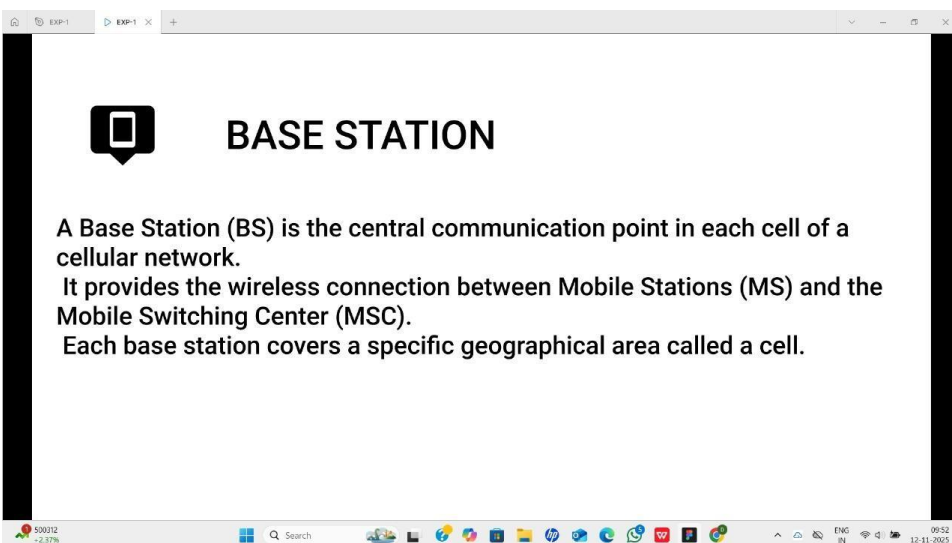 EXP-1
EXP-1
BASE STATION
A Base Station (BS) is the central communication point in each cell of a
cellular network.
It provides the wireless connection between Mobile Stations (MS) and the
Mobile Switching Center (MSC).
Each base station covers a specific geographical area called a cell.
1
500312
+2.37%
Search
ENG
IN
09:52
12-11-2025